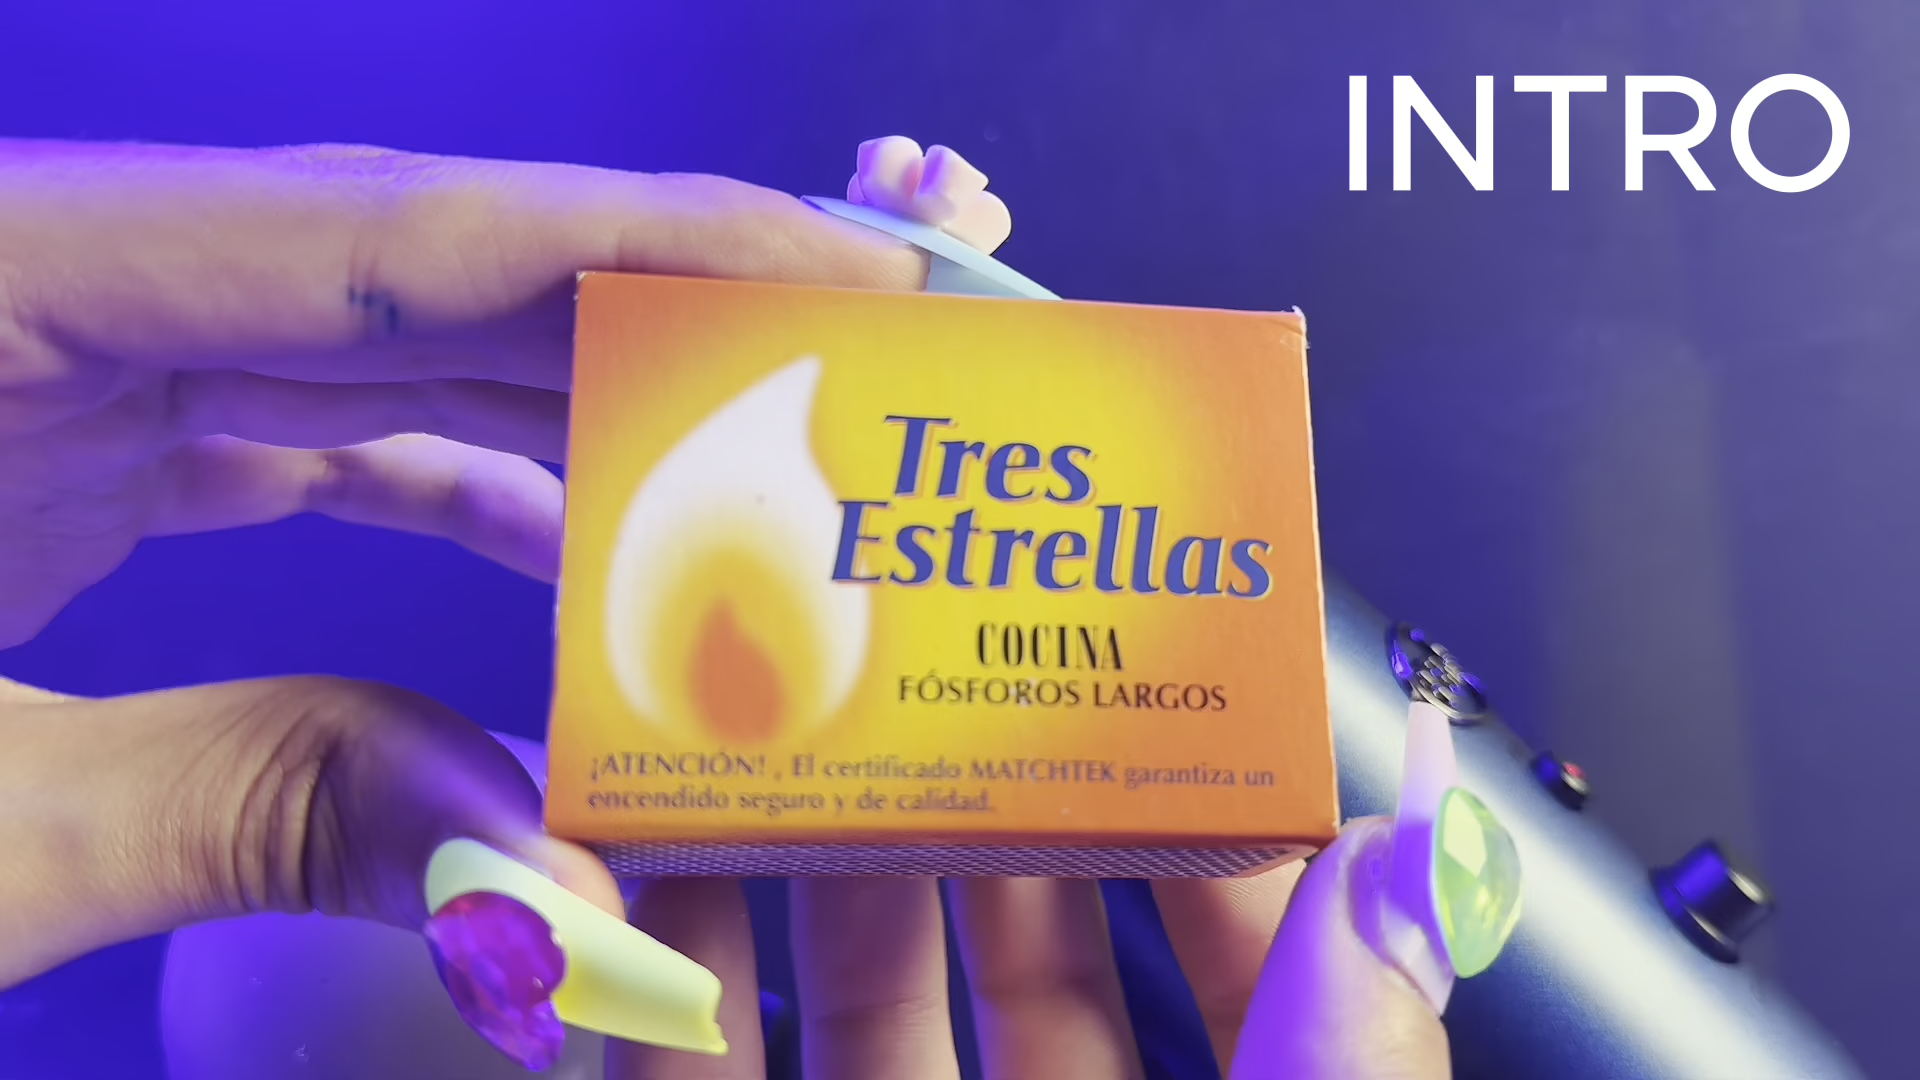 INTRO
Tres
Estrellas
COCINA
FÓSFOROS LARGOS
¡ATENCIÓN! , El certificado MATCHTEK garantiza un
encendido seguro y de calidad.